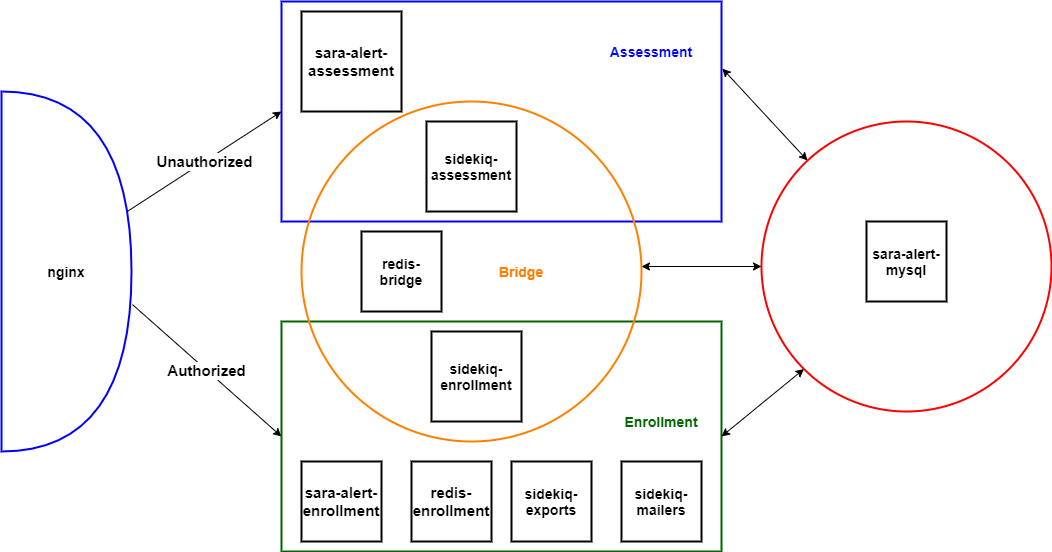 sara-alert-
assessment
Assessment
sidekiq-
assessment
Unauthorized
nginx
redis-
bridge
Bridge
sara-alert-
mysql
Authorized
sidekiq-
enrollment
Enrollment
sara-alert-
enrollment
redis-
enrollment
sidekiq-
exports
sidekiq-
mailers